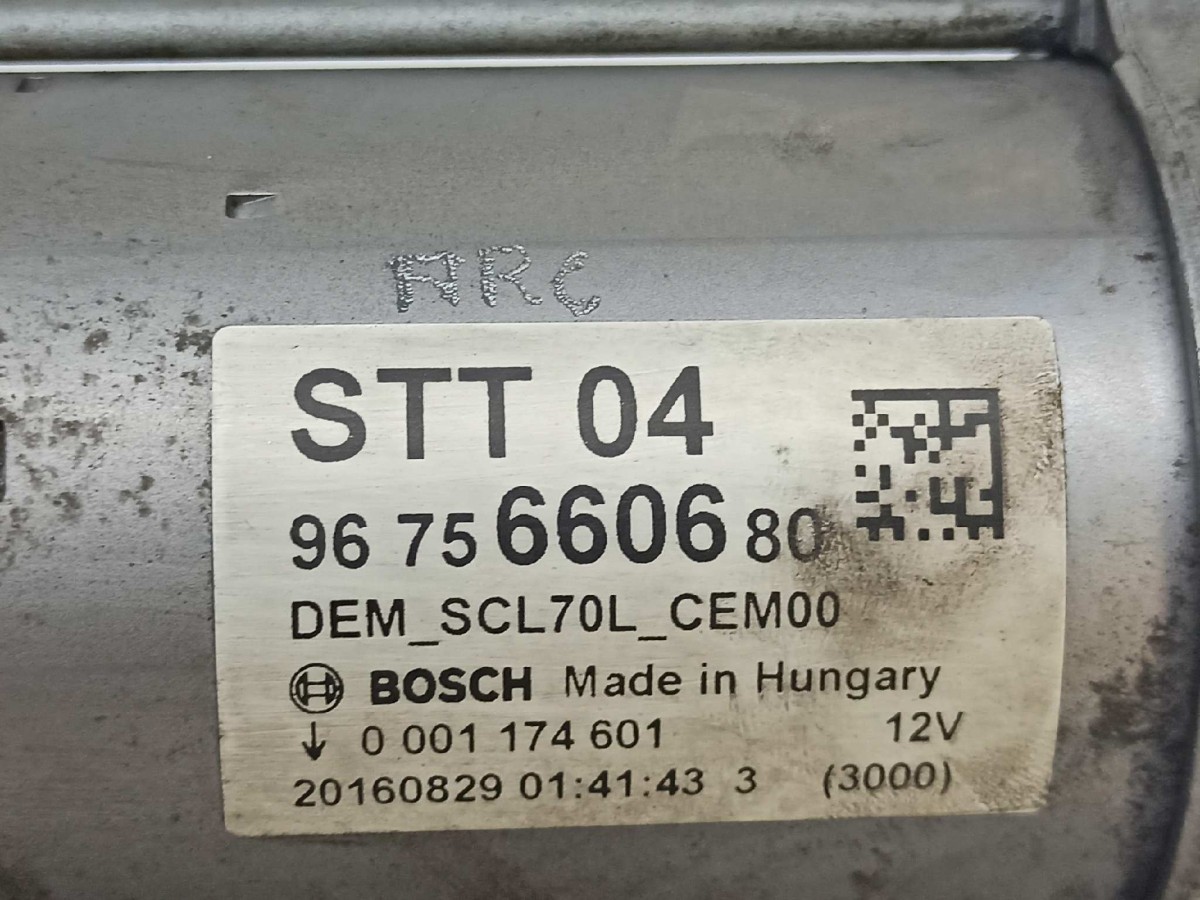 ARC
STT 04
96 75 6606 80
DEM_SCL70L_CEM00
BOSCH Made in Hungary
↓ 0 001 174 601 12V
20160829 01:41:43 3 (3000)